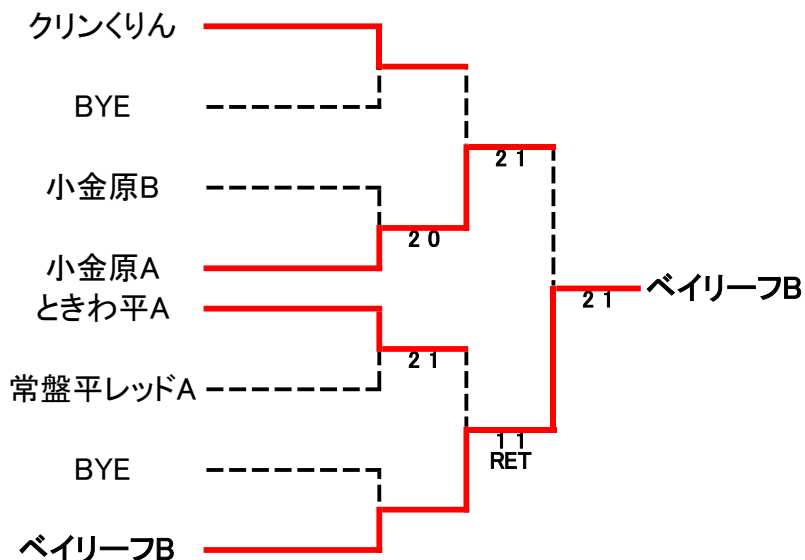 クリンくりん
BYE
２１
小金原B
２０
小金原A
ときわ平A
２１
ベイリーフB
２１
常盤平レッドA
１１
RET
BYE
ベイリーフB